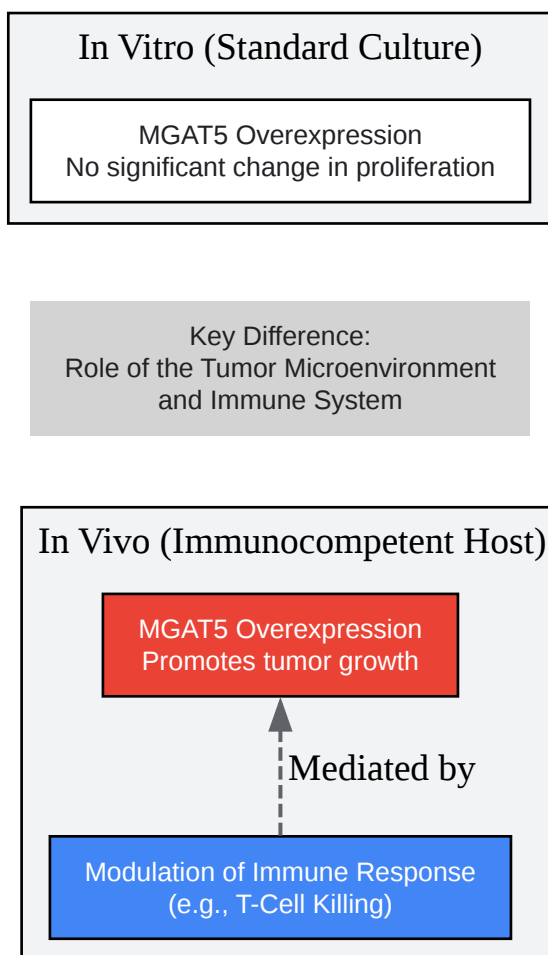 In Vitro (Standard Culture)
MGAT5 Overexpression
No significant change in proliferation
Key Difference:
Role of the Tumor Microenvironment
and Immune System
In Vivo (Immunocompetent Host)
MGAT5 Overexpression
Promotes tumor growth
Mediated by
Modulation of Immune Response
(e.g., T-Cell Killing)